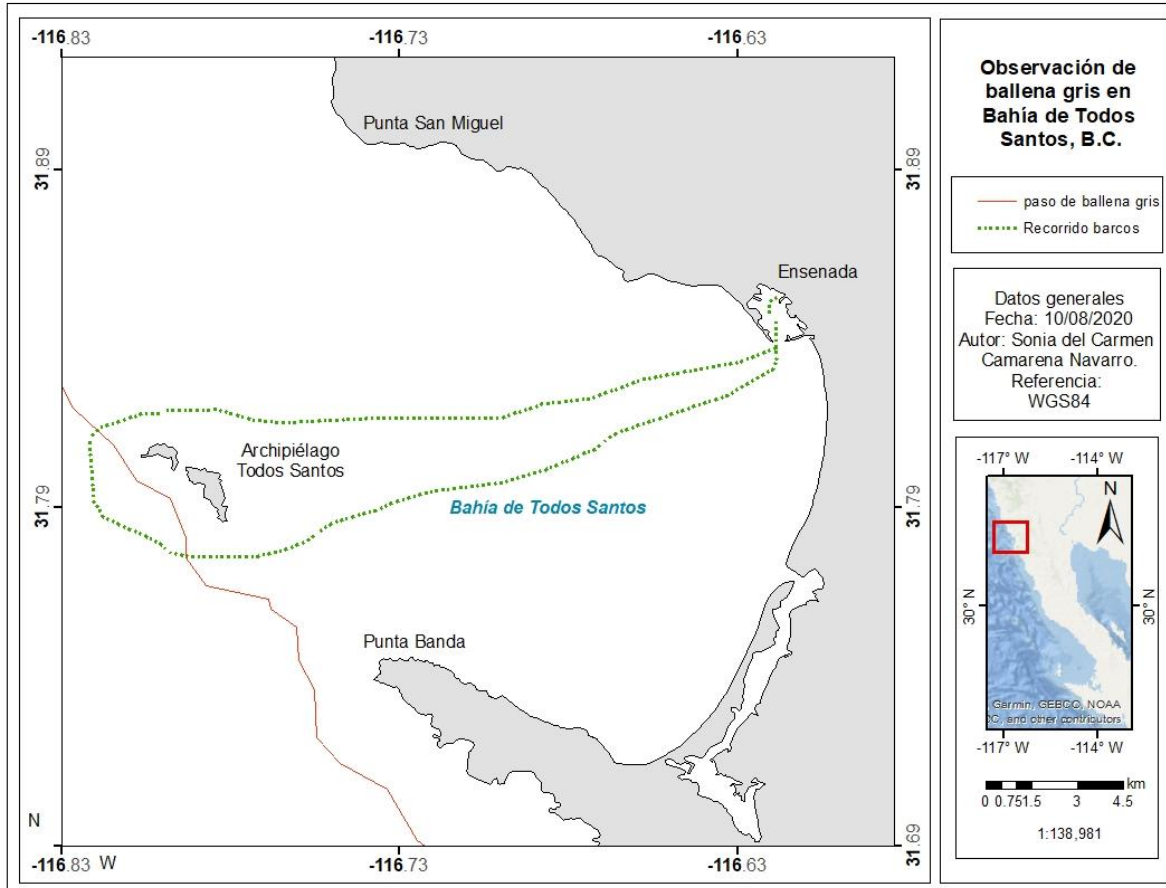 -116.83
-116.73
-116.63
31.89
31.89
Punta San Miguel
Ensenada
Archipiélago
Todos Santos
31.79
31.79
Bahía de Todos Santos
Punta Banda
N
31.69
-116.83
W
-116.73
-116.63
Observación de
ballena gris en
Bahía de Todos
Santos, B.C.
paso de ballena gris
Recorrido barcos
Datos generales
Fecha: 10/08/2020
Autor: Sonia del Carmen
Camarena Navarro.
Referencia:
WGS84
-117° W
-114° W
N
30° N
30° N
Garmin, GEBCO, NOAA
and other contributors
-117° W
-114° W
km
0 0.75 1.5 3 4.5
1:138,981